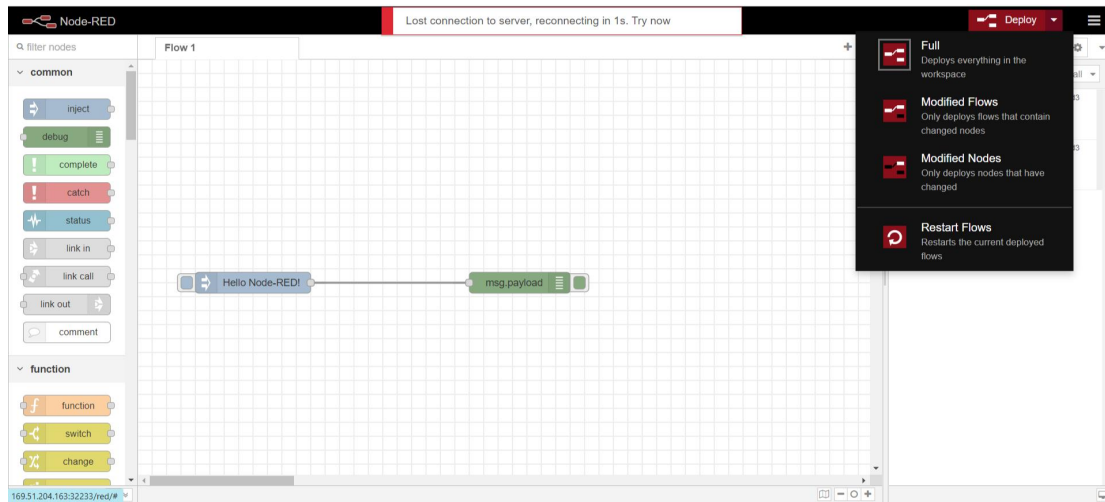 Node-RED
Lost connection to server, reconnecting in 1s. Try now
Deploy
filter nodes
Flow 1
common
inject
debug
complete
catch
status
link in
link call
link out
comment
function
function
switch
change
Hello Node-RED!
msg.payload
Full
Deploys everything in the
workspace
Modified Flows
Only deploys flows that contain
changed nodes
Modified Nodes
Only deploys nodes that have
changed
Restart Flows
Restarts the current deployed
flows
all
169.51.204.163:32233/red/#